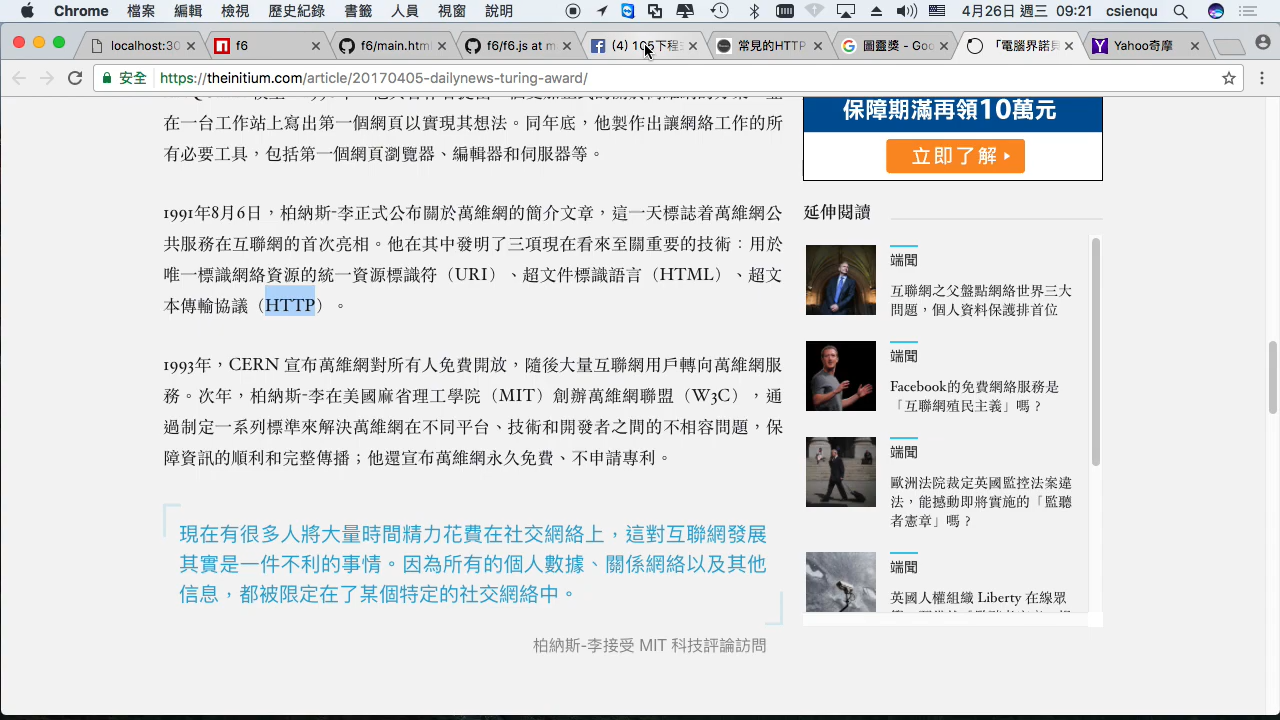 Chrome 檔案 編輯 檢視 歷史紀錄 書籤 人員 視窗 說明 4月26日 週三 09:21 csienqu
localhost:30 f6 f6/main.html f6/f6.js at m (4) 105下程 常見的HTTP 圖靈獎 - Goo 「電腦界諾貝 Yahoo奇摩
安全 https://theinitium.com/article/20170405-dailynews-turing-award/
在一台工作站上寫出第一個網頁以實現其想法。同年底，他製作出讓網絡工作的所
有必要工具，包括第一個網頁瀏覽器、編輯器和伺服器等。
1991年8月6日，柏納斯-李正式公布關於萬維網的簡介文章，這一天標誌着萬維網公
共服務在互聯網的首次亮相。他在其中發明了三項現在看來至關重要的技術：用於
唯一標識網絡資源的統一資源標識符（URI）、超文件標識語言（HTML）、超文
本傳輸協議（HTTP）。
1993年，CERN 宣布萬維網對所有人免費開放，隨後大量互聯網用戶轉向萬維網服
務。次年，柏納斯-李在美國麻省理工學院（MIT）創辦萬維網聯盟（W3C），通
過制定一系列標準來解決萬維網在不同平台、技術和開發者之間的不相容問題，保
障資訊的順利和完整傳播；他還宣布萬維網永久免費、不申請專利。
現在有很多人將大量時間精力花費在社交網絡上，這對互聯網發展
其實是一件不利的事情。因為所有的個人數據、關係網絡以及其他
信息，都被限定在了某個特定的社交網絡中。
柏納斯-李接受 MIT 科技評論訪問
保障期滿再領10萬元
立即了解
延伸閱讀
端聞
互聯網之父盤點網絡世界三大
問題，個人資料保護排首位
端聞
Facebook的免費網絡服務是
「互聯網殖民主義」嗎？
端聞
歐洲法院裁定英國監控法案違
法，能撼動即將實施的「監聽
者憲章」嗎？
端聞
英國人權組織 Liberty 在線眾